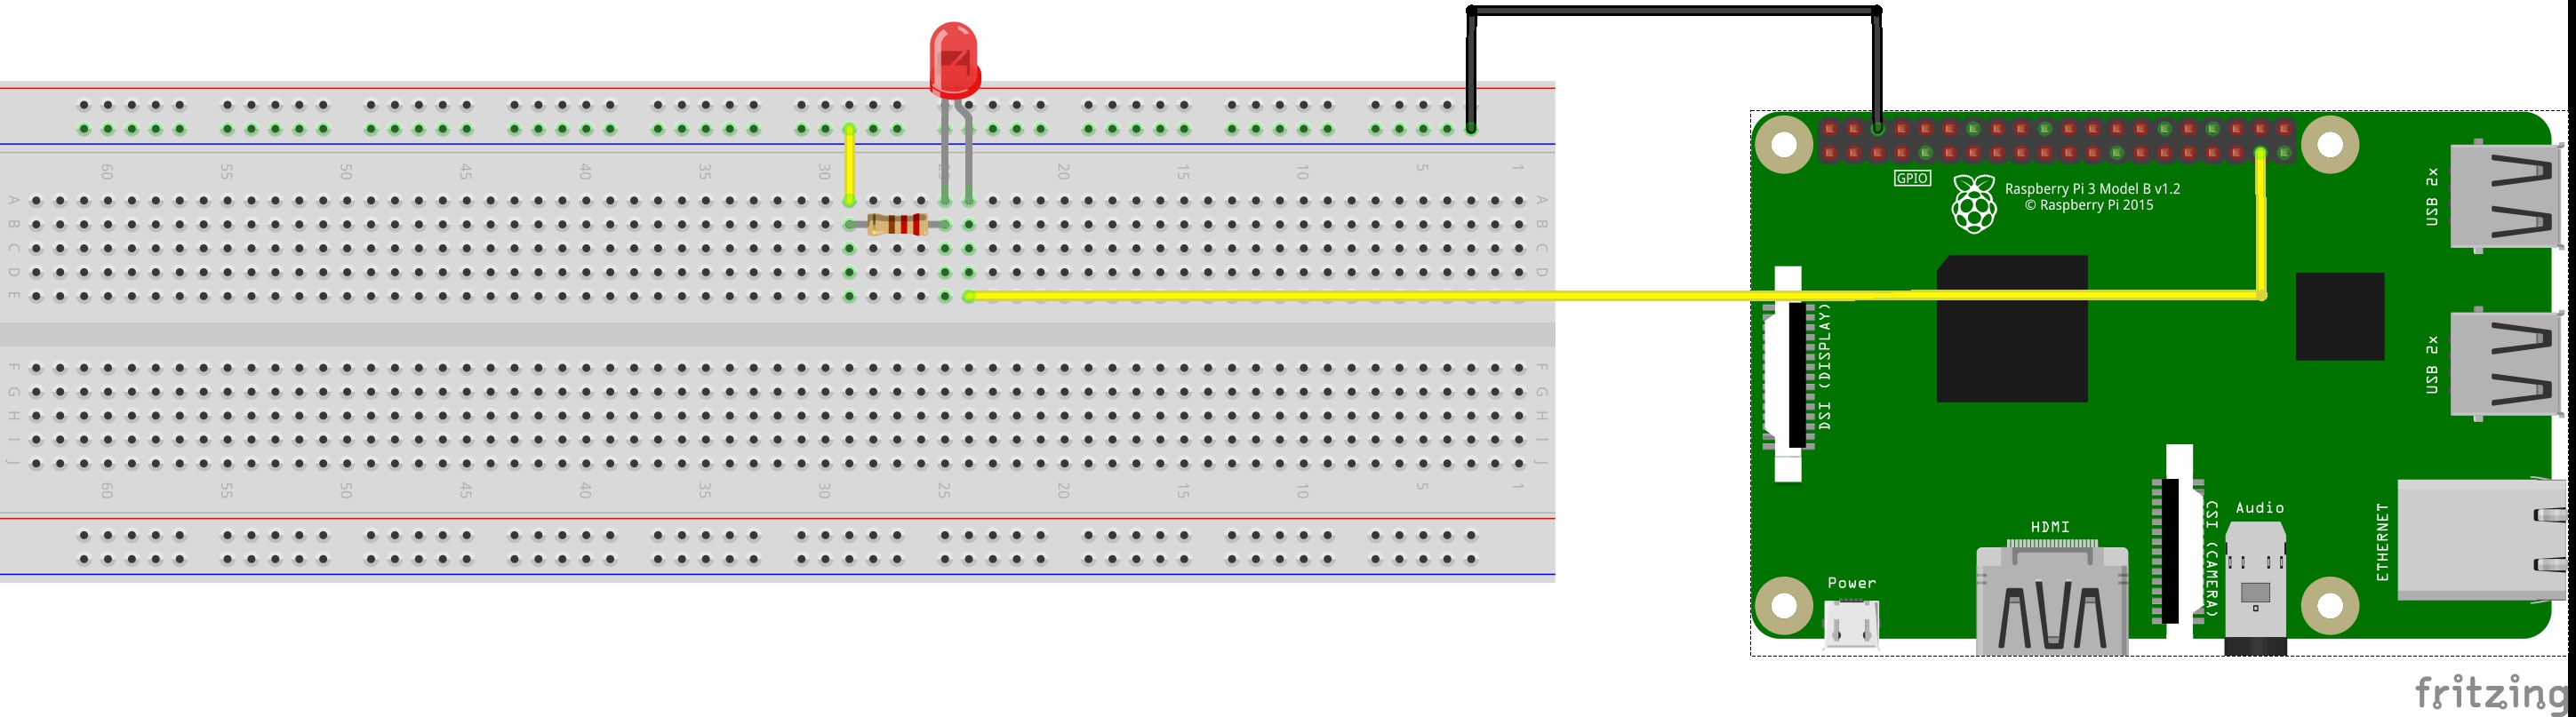 60 55 50 45 40 35 30 25 20 15 10 5 1
A A
B B
C C
D D
E E
F F
G G
H H
I I
J J
60 55 50 45 40 35 30 25 20 15 10 5 1
GPIO
Raspberry Pi 3 Model B v1.2
© Raspberry Pi 2015
USB 2x
USB 2x
DSI (DISPLAY)
HDMI
CSI (CAMERA)
Audio
ETHERNET
Power
fritzing